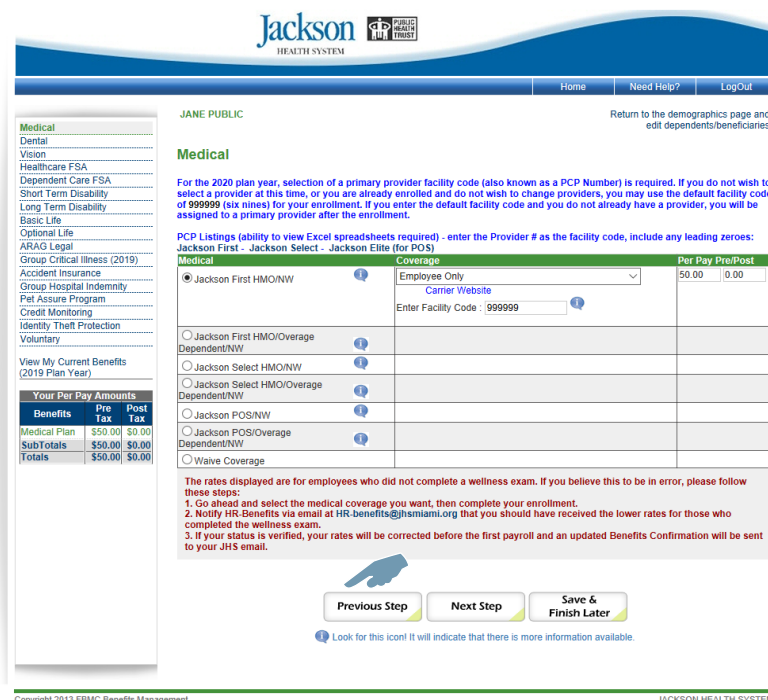 Jackson
HEALTH SYSTEM
PUBLIC
HEALTH
TRUST
Home Need Help? LogOut
JANE PUBLIC
Return to the demographics page and
edit dependents/beneficiaries
Medical
Dental
Vision
Healthcare FSA
Dependent Care FSA
Short Term Disability
Long Term Disability
Basic Life
Optional Life
ARAG Legal
Group Critical Illness (2019)
Accident Insurance
Group Hospital Indemnity
Pet Assure Program
Credit Monitoring
Identity Theft Protection
Voluntary
View My Current Benefits
(2019 Plan Year)
Your Per Pay Amounts
Benefits Pre Tax Post Tax
Medical Plan $50.00 $0.00
SubTotals $50.00 $0.00
Totals $50.00 $0.00
Medical
For the 2020 plan year, selection of a primary provider facility code (also known as a PCP Number) is required. If you do not wish to
select a provider at this time, or you are already enrolled and do not wish to change providers, you may use the default facility code
of 999999 (six nines) for your enrollment. If you enter the default facility code and you do not already have a provider, you will be
assigned to a primary provider after the enrollment.
PCP Listings (ability to view Excel spreadsheets required) - enter the Provider # as the facility code, include any leading zeroes:
Jackson First - Jackson Select - Jackson Elite (for POS)
Medical Coverage Per Pay Pre/Post
Jackson First HMO/NW Employee Only 50.00 0.00
Carrier Website
Enter Facility Code : 999999
Jackson First HMO/Overage
Dependent/NW
Jackson Select HMO/NW
Jackson Select HMO/Overage
Dependent/NW
Jackson POS/NW
Jackson POS/Overage
Dependent/NW
Waive Coverage
The rates displayed are for employees who did not complete a wellness exam. If you believe this to be in error, please follow
these steps:
1. Go ahead and select the medical coverage you want, then complete your enrollment.
2. Notify HR-Benefits via email at HR-benefits@jhsmiami.org that you should have received the lower rates for those who
completed the wellness exam.
3. If your status is verified, your rates will be corrected before the first payroll and an updated Benefits Confirmation will be sent
to your JHS email.
Previous Step Next Step Save &
Finish Later
Look for this icon! It will indicate that there is more information available.
Copyright 2013 FBMC Benefits Management JACKSON HEALTH SYSTEM